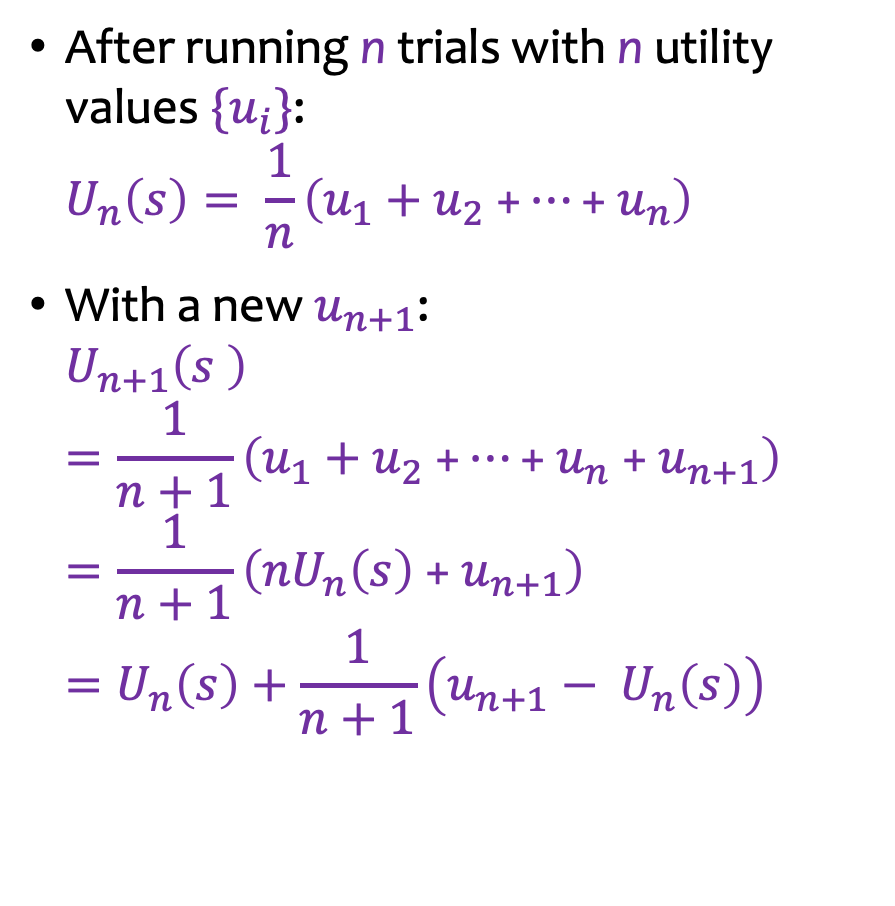 • After running n trials with n utility
values {uᵢ}:
Uₙ(s) = 1/n (u₁ + u₂ + ⋯ + uₙ)
• With a new uₙ₊₁:
Uₙ₊₁(s )
= 1/(n + 1) (u₁ + u₂ + ⋯ + uₙ + uₙ₊₁)
= 1/(n + 1) (nUₙ(s) + uₙ₊₁)
= Uₙ(s) + 1/(n + 1) (uₙ₊₁ − Uₙ(s))